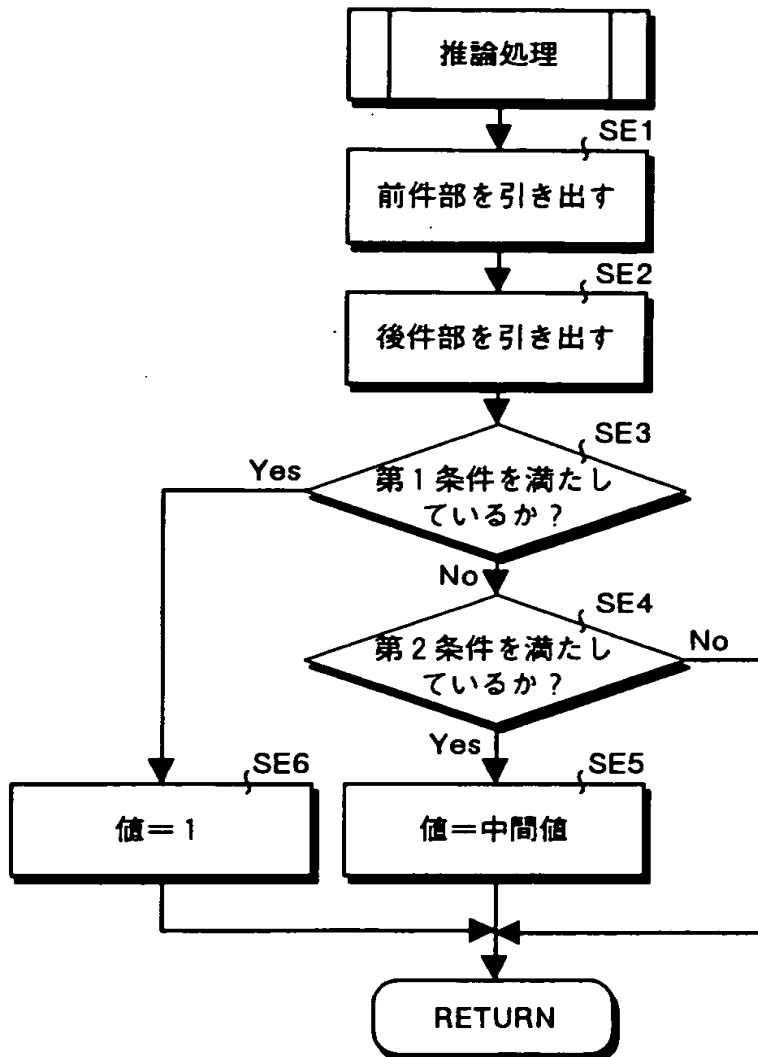 推論処理
SE1
前件部を引き出す
SE2
後件部を引き出す
SE3
Yes
第1条件を満たし
ているか?
No
SE4
No
第2条件を満たし
ているか?
Yes
SE6
SE5
値=1
値=中間値
RETURN